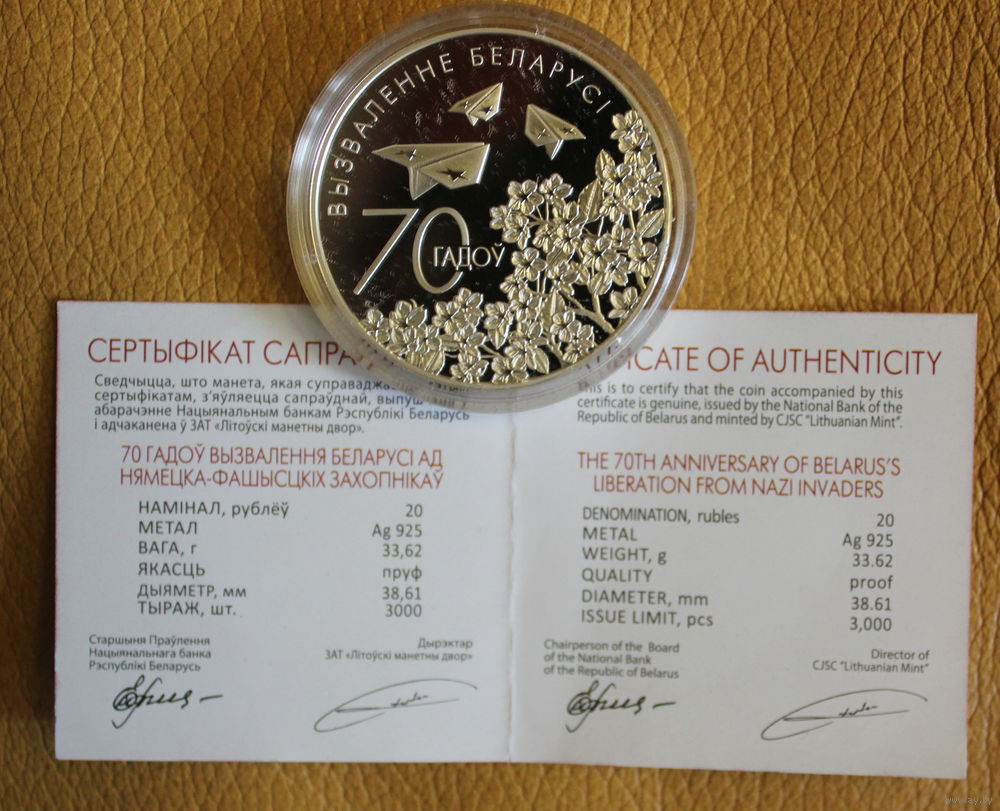 ВЫЗВАЛЕННЕ БЕЛАРУСІ
70 ГАДОЎ
СЕРТЫФІКАТ
Сведчыцца, што манета, якая
сертыфікатам, з'яўляецца сапраўднай,
абарачэнне Нацыянальным банкам Рэспублікі Беларусь
і адчаканена ў ЗАТ «Літоўскі манетны двор».
70 ГАДОЎ ВЫЗВАЛЕННЯ БЕЛАРУСІ АД
НЯМЕЦКА-ФАШЫСЦКІХ ЗАХОПНІКАЎ
НАМІНАЛ, рублёў 20
МЕТАЛ Ag 925
ВАГА, г 33,62
ЯКАСЦЬ пруф
ДЫЯМЕТР, мм 38,61
ТЫРАЖ, шт. 3000
Старшыня Праўлення
Нацыянальнага банка
Рэспублікі Беларусь
Дырэктар
ЗАТ «Літоўскі манетны двор»
OF AUTHENTICITY
This is to certify that the coin accompanied by this
certificate is genuine, issued by the National Bank of the
Republic of Belarus and minted by CJSC "Lithuanian Mint".
THE 70TH ANNIVERSARY OF BELARUS'S
LIBERATION FROM NAZI INVADERS
DENOMINATION, rubles 20
METAL Ag 925
WEIGHT, g 33.62
QUALITY proof
DIAMETER, mm 38.61
ISSUE LIMIT, pcs 3,000
Chairperson of the Board
of the National Bank
of the Republic of Belarus
Director of
CJSC "Lithuanian Mint"